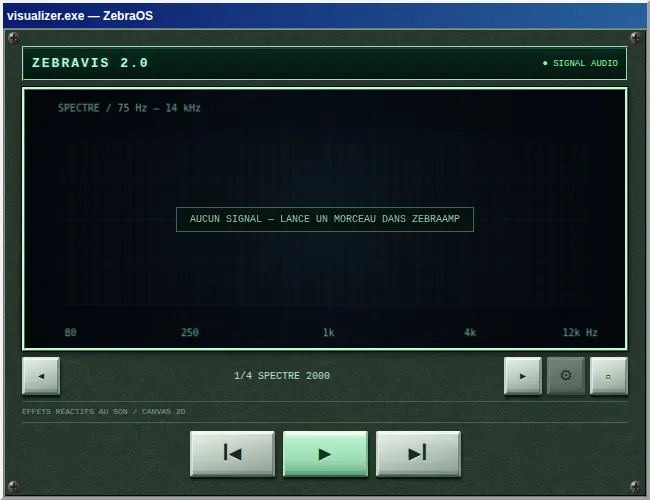 visualizer.exe — ZebraOS
ZEBRAVIS 2.0
● SIGNAL AUDIO
SPECTRE / 75 Hz — 14 kHz
AUCUN SIGNAL — LANCE UN MORCEAU DANS ZEBRAAMP
80 250 1k 4k 12k Hz
1/4 SPECTRE 2000
EFFETS RÉACTIFS AU SON / CANVAS 2D